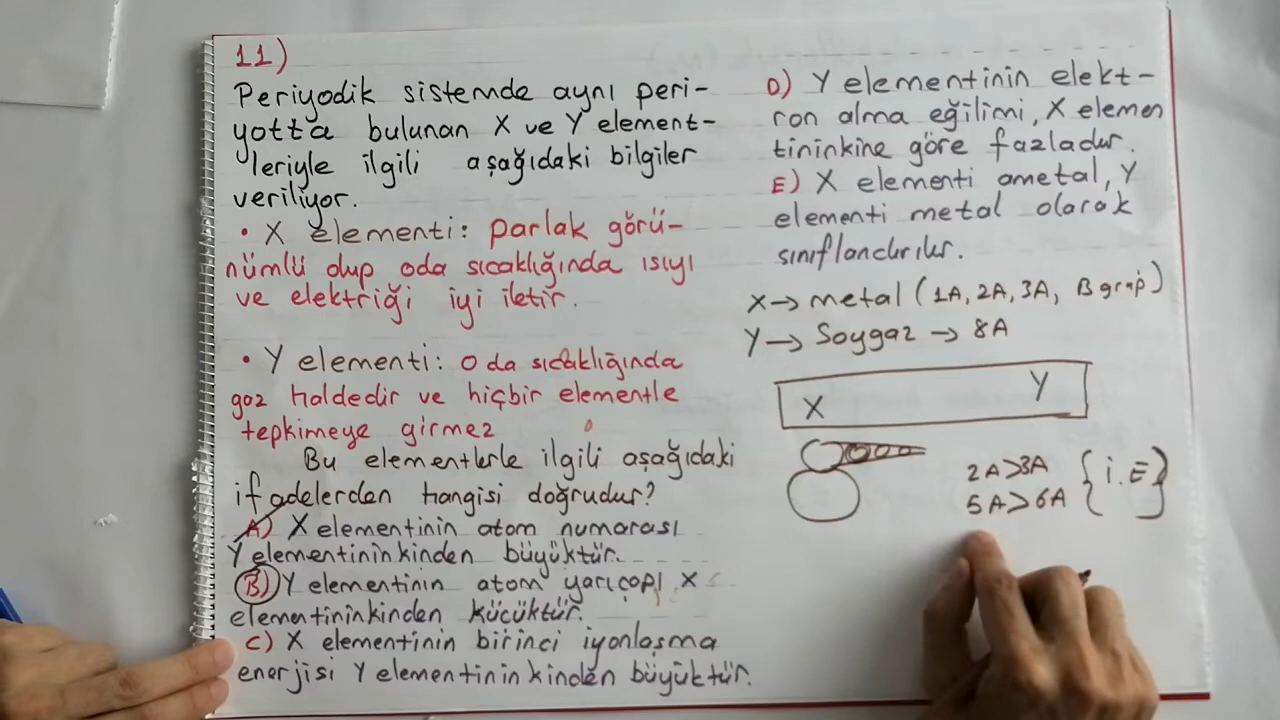 11)
Periyodik sistemde aynı peri-
yotta bulunan X ve Y element-
leriyle ilgili aşağıdaki bilgiler
veriliyor.
• X elementi: parlak görü-
nümlü olup oda sıcaklığında ısıyı
ve elektriği iyi iletir.
• Y elementi: Oda sıcaklığında
gaz haldedir ve hiçbir elementle
tepkimeye girmez
Bu elementlerle ilgili aşağıdaki
ifadelerden hangisi doğrudur?
A) X elementinin atom numarası
Y elementininkinden büyüktür.
B) Y elementinin atom yarıçapı X
elementininkinden küçüktür.
C) X elementinin birinci iyonlaşma
enerjisi Y elementininkinden büyüktür.
D) Y elementinin elekt-
ron alma eğilimi, X elemen
tininkine göre fazladır.
E) X elementi ametal, Y
elementi metal olarak
sınıflandırılır.
X → metal (1A, 2A, 3A, B grup)
Y → Soygaz → 8A
X Y
2A>3A
5A>6A {i.E}